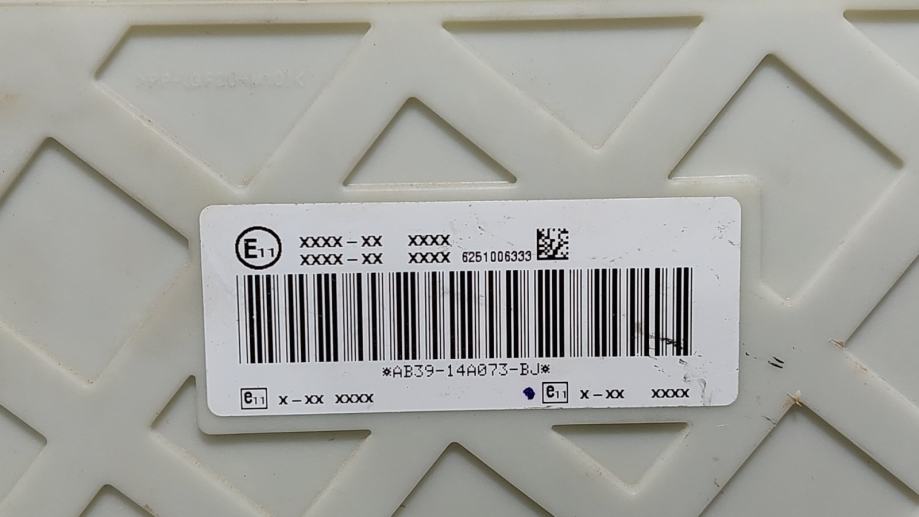 E11 XXXX-XX XXXX
XXXX-XX XXXX 6251006333
*AB39-14A073-BJ*
e11 X-XX XXXX e11 X-XX XXXX